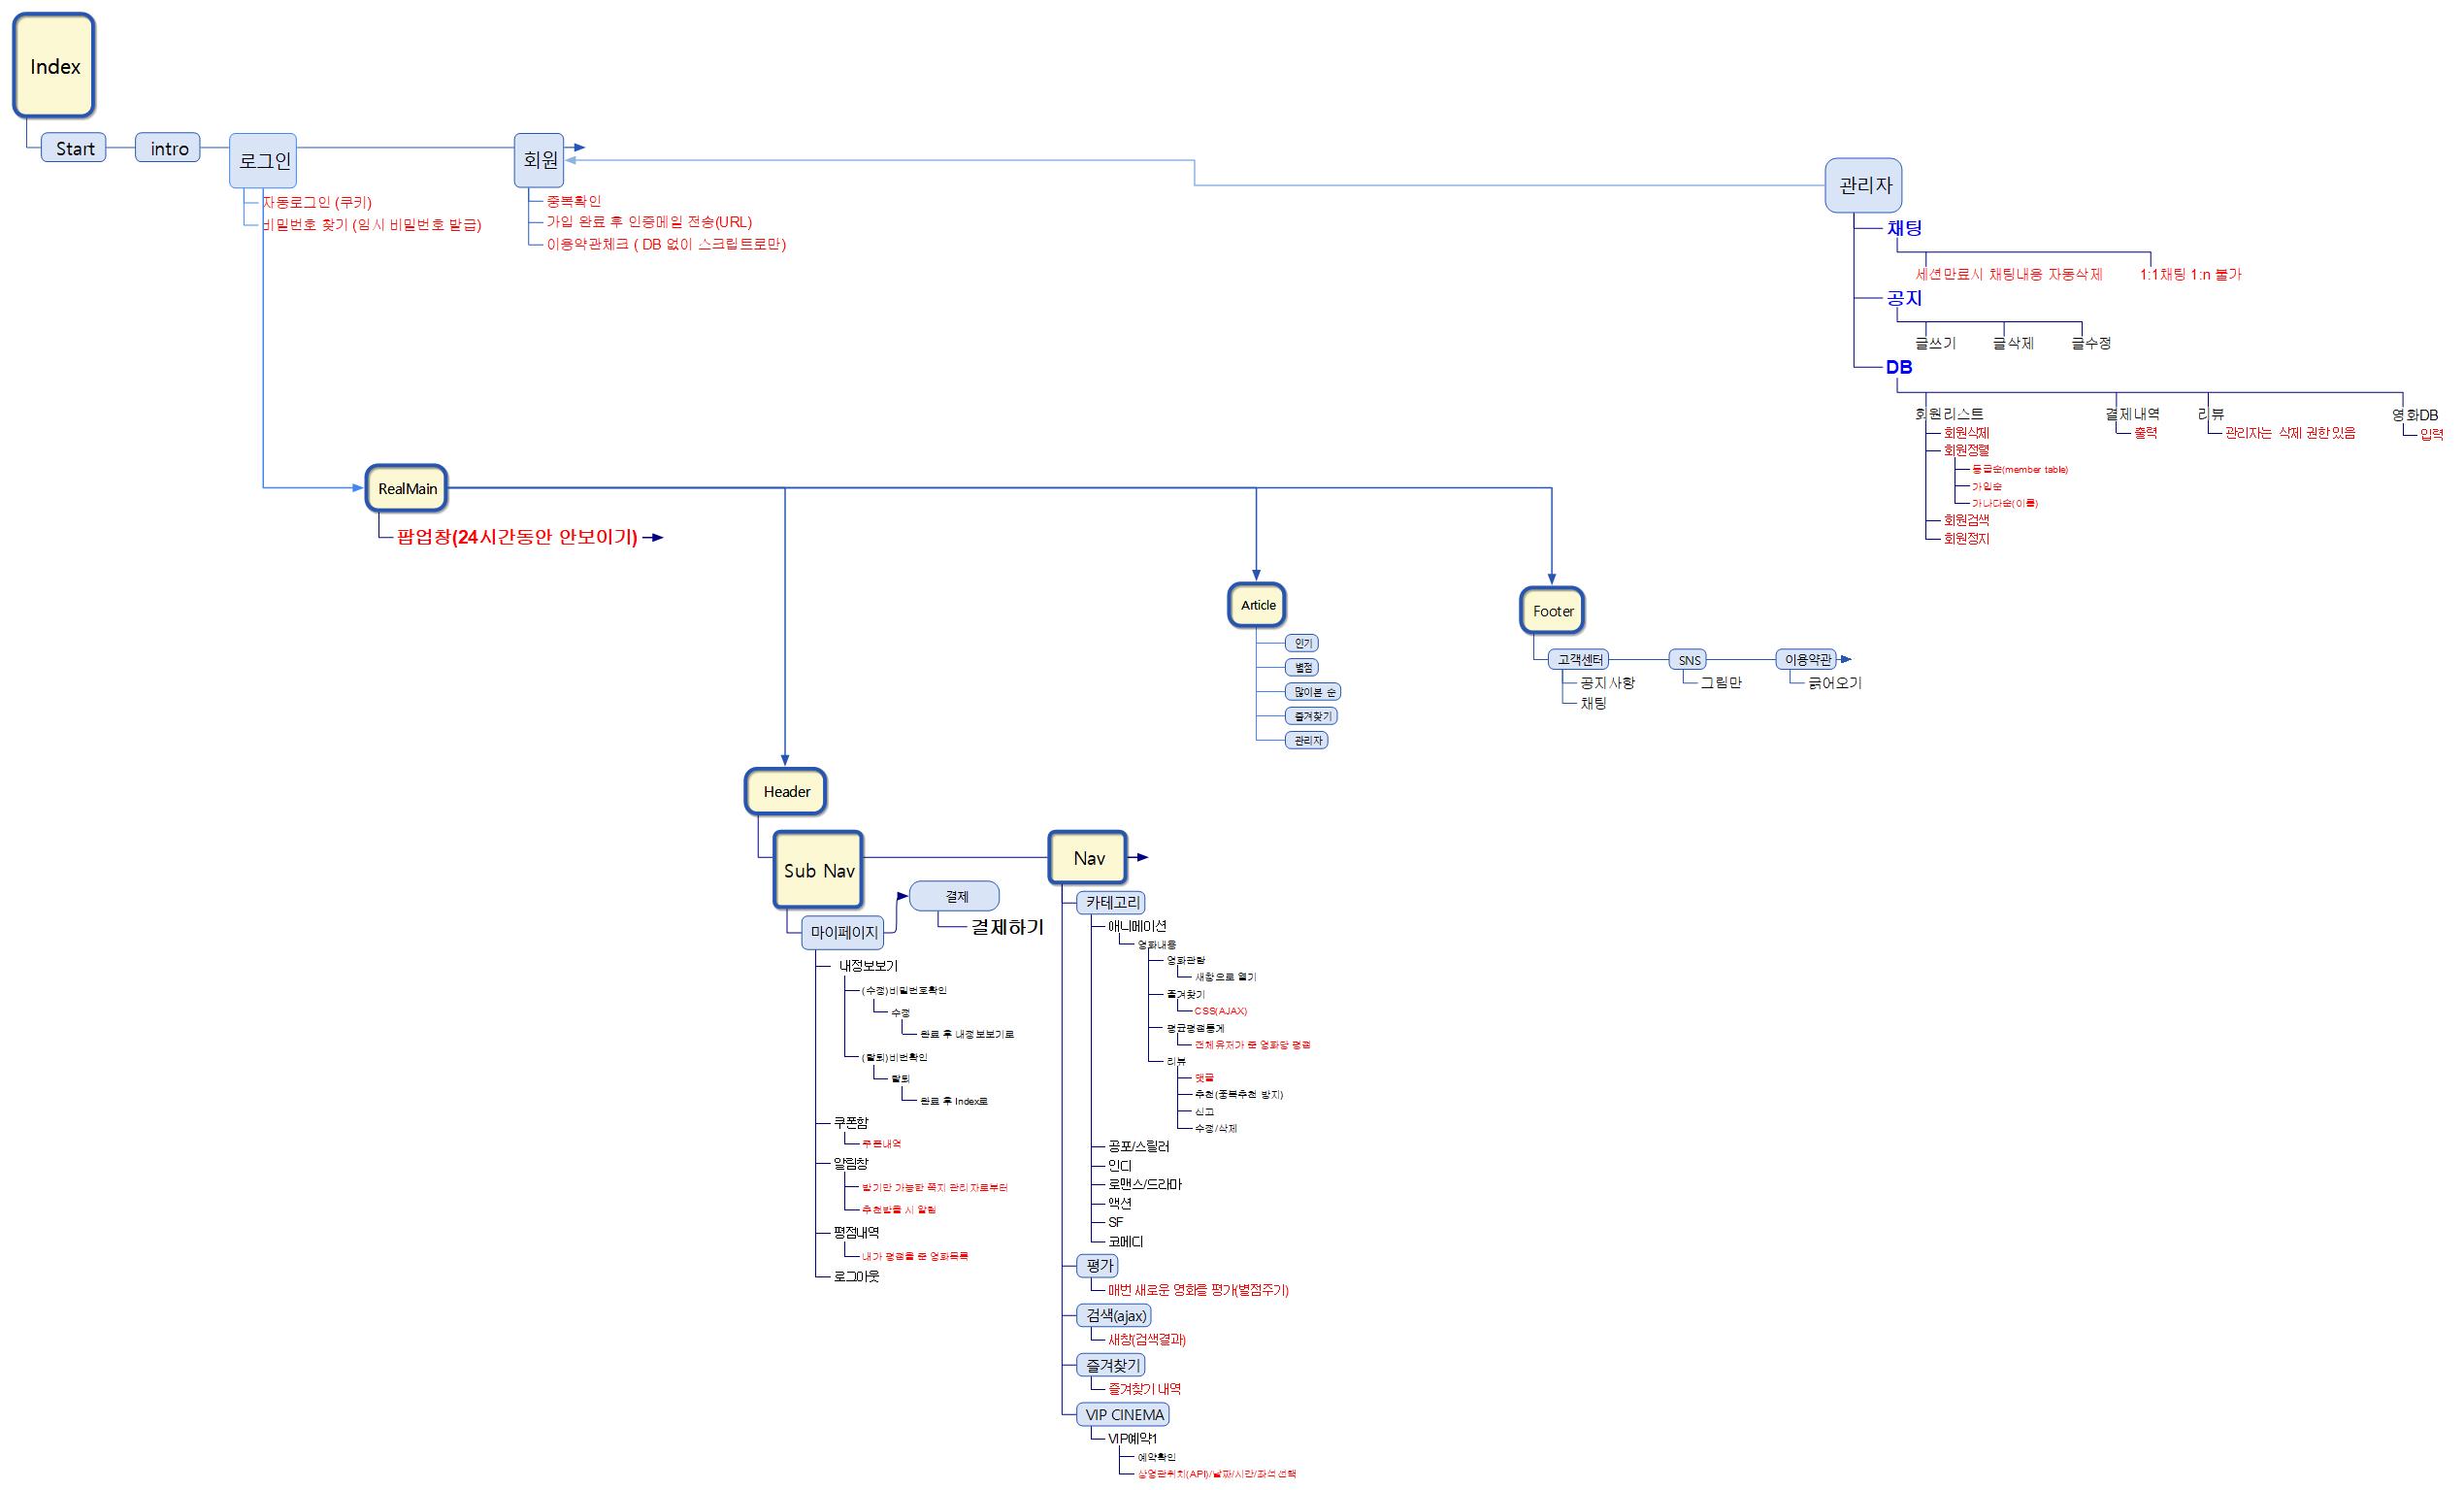 Index
Start
intro
로그인
회원
관리자
자동로그인 (쿠키)
비밀번호 찾기 (임시 비밀번호 발급)
중복확인
가입 완료 후 인증메일 전송(URL)
이용약관체크 ( DB 없이 스크립트로만)
채팅
세션만료시 채팅내용 자동삭제
1:1채팅 1:n 불가
공지
글쓰기
글삭제
글수정
DB
회원리스트
결제내역
리뷰
영화DB
회원삭제
출력
관리자는 삭제 권한있음
입력
회원정렬
등급순(member table)
가입순
가나다순(이름)
회원검색
회원정지
RealMain
팝업창(24시간동안 안보이기)
Article
인기
별점
많이본 순
즐겨찾기
관리자
Footer
고객센터
SNS
이용약관
공지사항
그림만
긁어오기
채팅
Header
Sub Nav
Nav
결제
결제하기
마이페이지
내정보보기
(수정)비밀번호확인
수정
완료 후 내정보보기로
(탈퇴)비번확인
탈퇴
완료 후 Index로
쿠폰함
쿠폰내역
알림창
받기만 가능한 쪽지 관리자로부터
추천받을 시 알림
평점내역
내가 평점을 준 영화목록
로그아웃
카테고리
애니메이션
영화내용
영화관람
새창으로 열기
즐겨찾기
CSS(AJAX)
평균평점통계
전체유저가 준 영화당 평점
리뷰
댓글
추천(중복추천 방지)
신고
수정/삭제
공포/스릴러
인디
로맨스/드라마
액션
SF
코메디
평가
매번 새로운 영화를 평가(별점주기)
검색(ajax)
새창(검색결과)
즐겨찾기
즐겨찾기 내역
VIP CINEMA
VIP예약1
예약확인
상영관위치(API)/날짜/시간/좌석선택